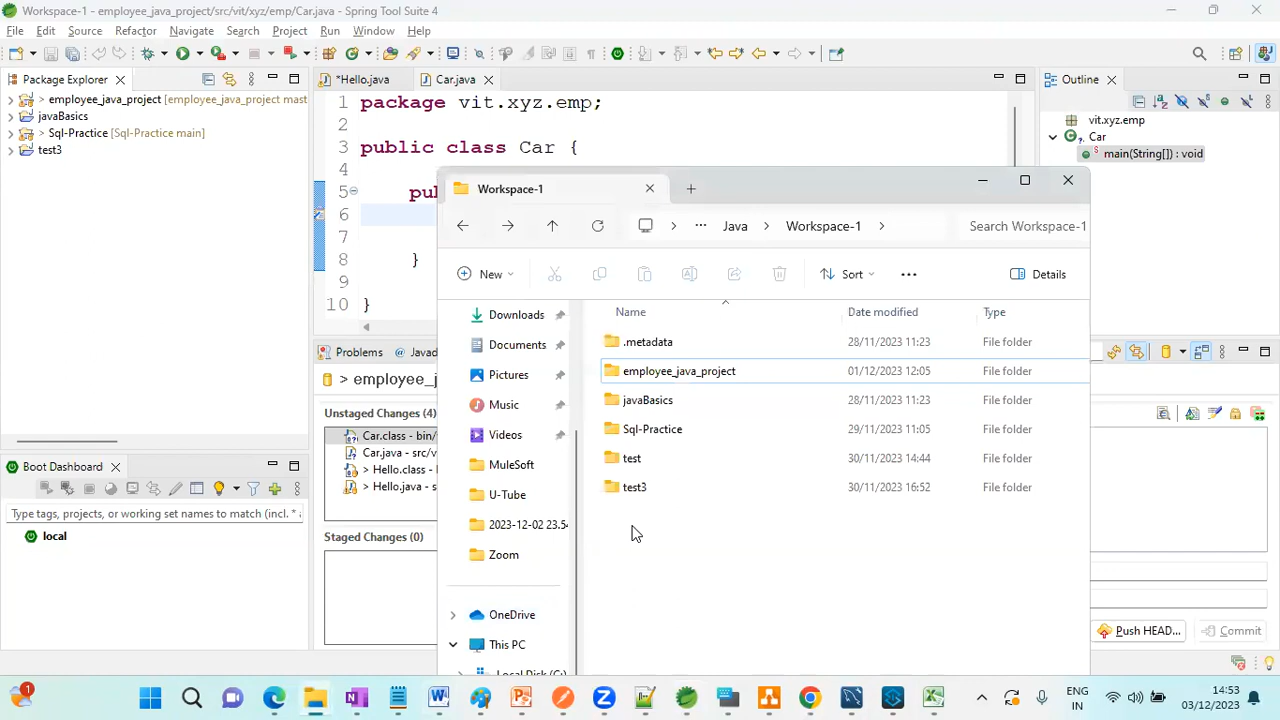 Workspace-1 - employee_java_project/src/vit/xyz/emp/Car.java - Spring Tool Suite 4
File Edit Source Refactor Navigate Search Project Run Window Help
Package Explorer
> employee_java_project [employee_java_project mast
javaBasics
> Sql-Practice [Sql-Practice main]
test3
*Hello.java
Car.java
1 package vit.xyz.emp;
2
3 public class Car {
4
5
6
7
8 }
9
10 }
Outline
vit.xyz.emp
Car
main(String[]) : void
Workspace-1
Java > Workspace-1 >
Search Workspace-1
New
Sort
Details
Downloads
Documents
Pictures
Music
Videos
MuleSoft
U-Tube
2023-12-02 23.54
Zoom
OneDrive
This PC
Local Disk (C:)
Name Date modified Type
.metadata 28/11/2023 11:23 File folder
employee_java_project 01/12/2023 12:05 File folder
javaBasics 28/11/2023 11:23 File folder
Sql-Practice 29/11/2023 11:05 File folder
test 30/11/2023 14:44 File folder
test3 30/11/2023 16:52 File folder
Problems
@ Javad
> employee_j
Unstaged Changes (4)
Car.class - bin/
Car.java - src/v
> Hello.class -
> Hello.java - s
Staged Changes (0)
Push HEAD...
Commit
Boot Dashboard
Type tags, projects, or working set names to match (incl. *
local
1
ENG
IN
14:53
03/12/2023